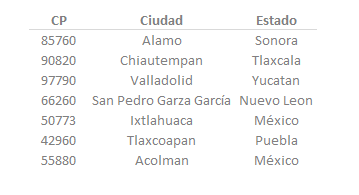 CP Ciudad Estado
85760 Alamo Sonora
90820 Chiautempan Tlaxcala
97790 Valladolid Yucatan
66260 San Pedro Garza García Nuevo Leon
50773 Ixtlahuaca México
42960 Tlaxcoapan Puebla
55880 Acolman México